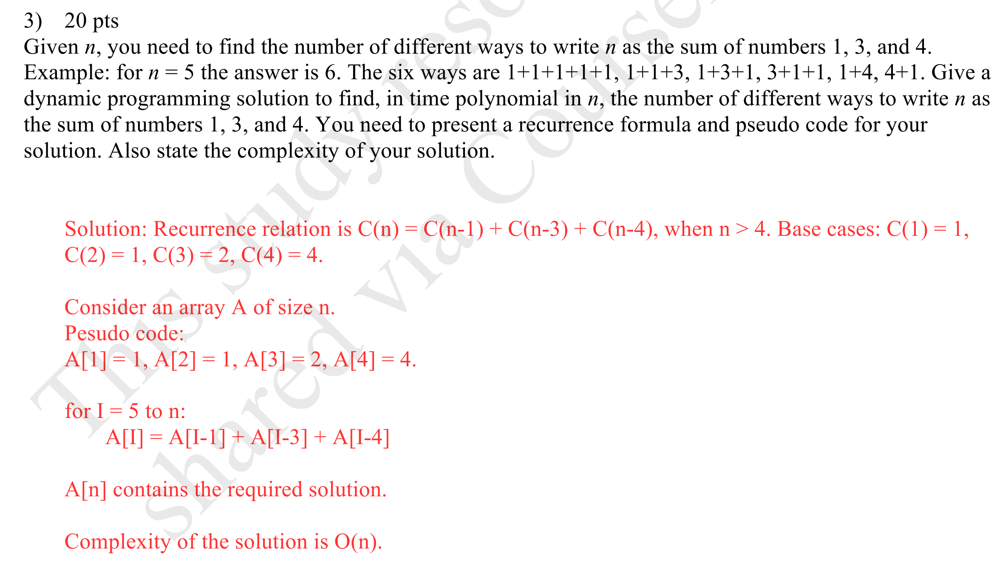 3) 20 pts
Given n, you need to find the number of different ways to write n as the sum of numbers 1, 3, and 4.
Example: for n = 5 the answer is 6. The six ways are 1+1+1+1+1, 1+1+3, 1+3+1, 3+1+1, 1+4, 4+1. Give a
dynamic programming solution to find, in time polynomial in n, the number of different ways to write n as
the sum of numbers 1, 3, and 4. You need to present a recurrence formula and pseudo code for your
solution. Also state the complexity of your solution.
Solution: Recurrence relation is C(n) = C(n-1) + C(n-3) + C(n-4), when n > 4. Base cases: C(1) = 1,
C(2) = 1, C(3) = 2, C(4) = 4.
Consider an array A of size n.
Pesudo code:
A[1] = 1, A[2] = 1, A[3] = 2, A[4] = 4.
for I = 5 to n:
A[I] = A[I-1] + A[I-3] + A[I-4]
A[n] contains the required solution.
Complexity of the solution is O(n).
This study
shared via